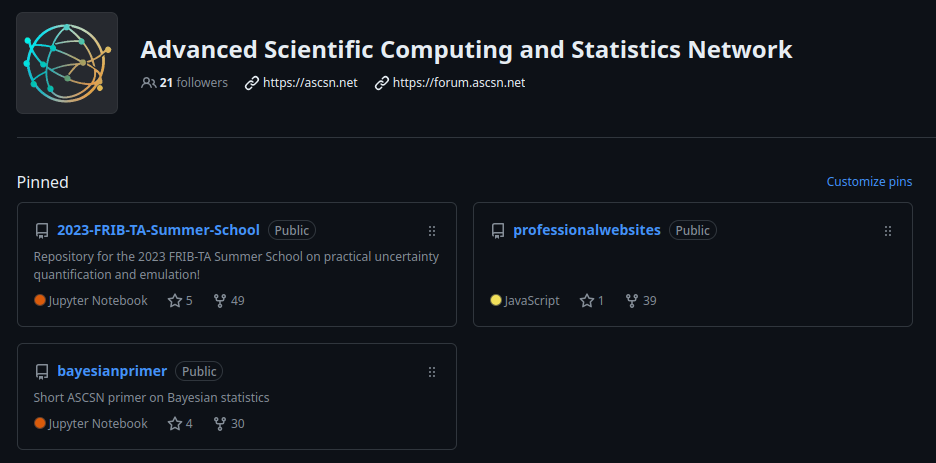 Advanced Scientific Computing and Statistics Network
21 followers https://ascsn.net https://forum.ascsn.net
Pinned Customize pins
2023-FRIB-TA-Summer-School Public
Repository for the 2023 FRIB-TA Summer School on practical uncertainty
quantification and emulation!
Jupyter Notebook 5 49
professionalwebsites Public
JavaScript 1 39
bayesianprimer Public
Short ASCSN primer on Bayesian statistics
Jupyter Notebook 4 30